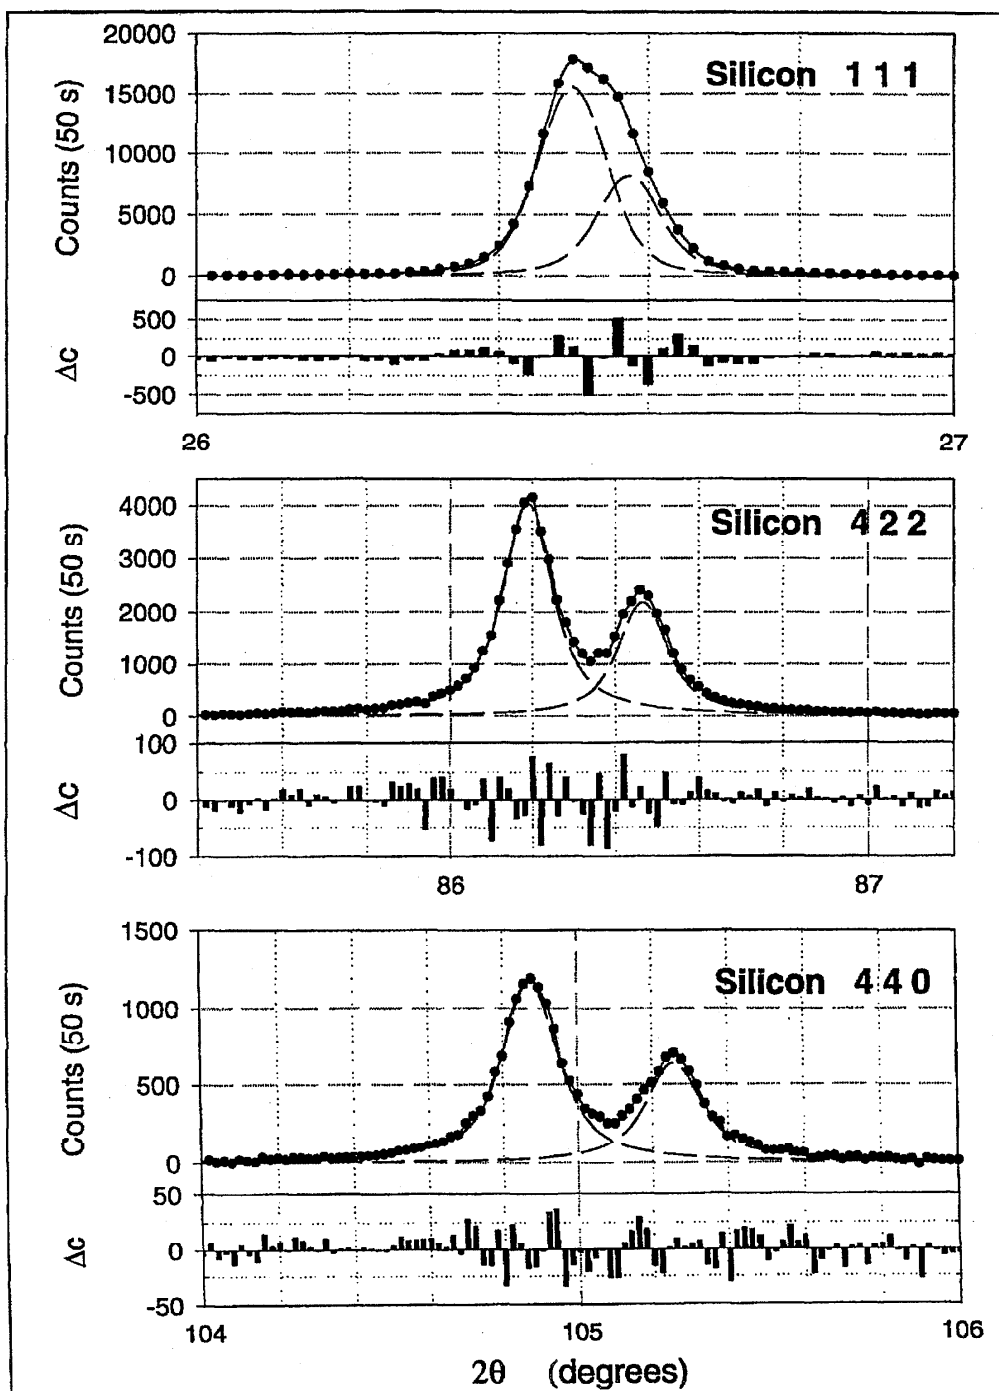 20000
Silicon 1 1 1
15000
10000
5000
0
Counts (50 s)
500
0
-500
Δc
26 27
4000
Silicon 4 2 2
3000
2000
1000
0
Counts (50 s)
100
0
-100
Δc
86 87
1500
Silicon 4 4 0
1000
500
0
Counts (50 s)
50
0
-50
Δc
104 105 106
2θ (degrees)